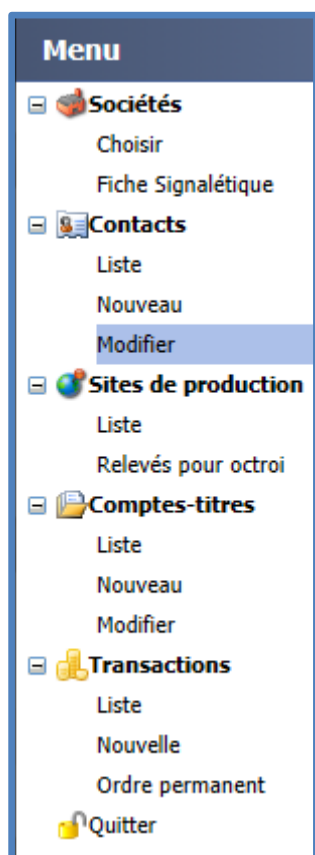 Menu
Sociétés
Choisir
Fiche Signalétique
Contacts
Liste
Nouveau
Modifier
Sites de production
Liste
Relevés pour octroi
Comptes-titres
Liste
Nouveau
Modifier
Transactions
Liste
Nouvelle
Ordre permanent
Quitter